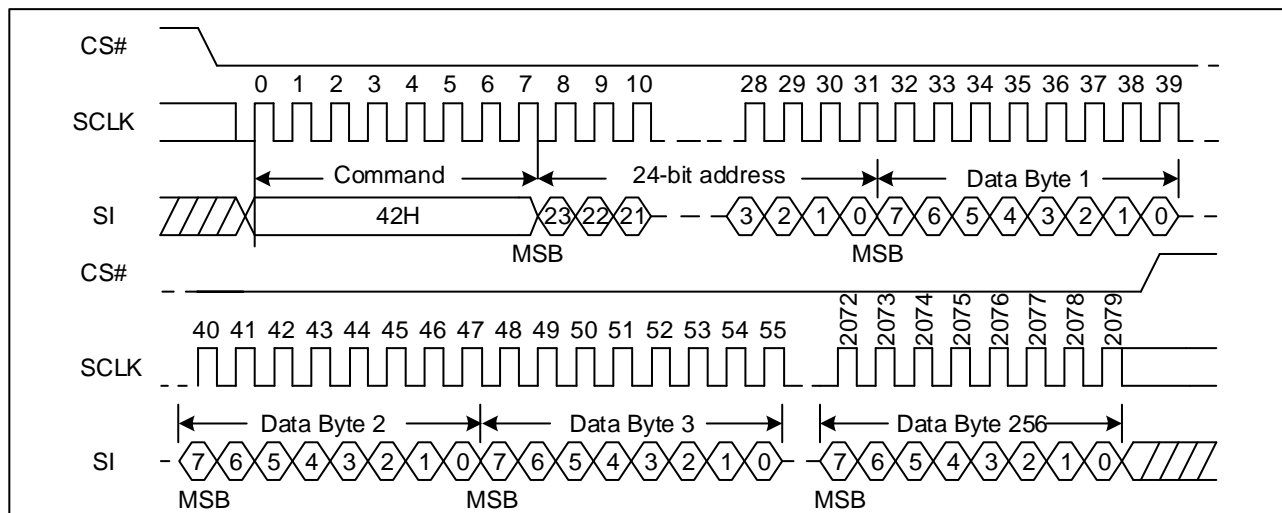 CS#
0 1 2 3 4 5 6 7 8 9 10 28 29 30 31 32 33 34 35 36 37 38 39
SCLK
Command 24-bit address Data Byte 1
SI 42H 23 22 21 3 2 1 0 7 6 5 4 3 2 1 0
MSB MSB
CS#
40 41 42 43 44 45 46 47 48 49 50 51 52 53 54 55 2072 2073 2074 2075 2076 2077 2078 2079
SCLK
Data Byte 2 Data Byte 3 Data Byte 256
SI 7 6 5 4 3 2 1 0 7 6 5 4 3 2 1 0 7 6 5 4 3 2 1 0
MSB MSB MSB